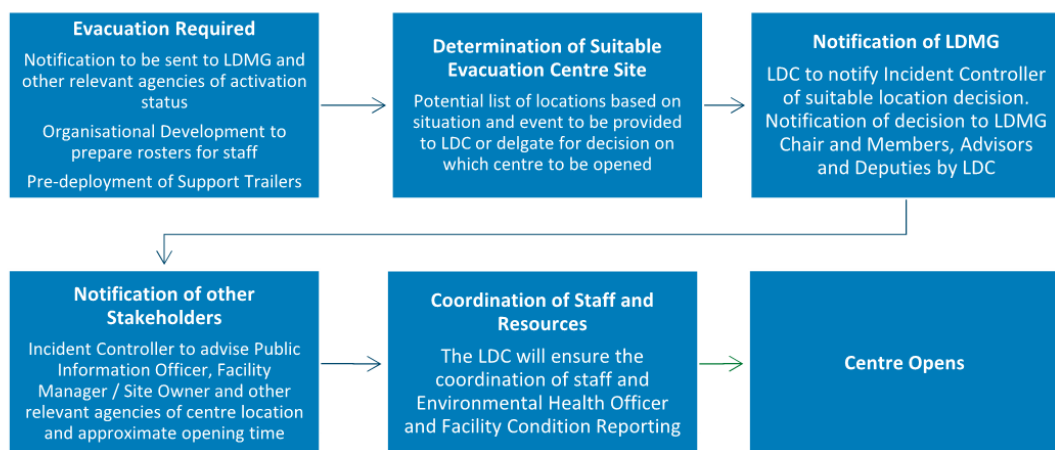 Evacuation Required
Notification to be sent to LDMG and
other relevant agencies of activation
status
Organisational Development to
prepare rosters for staff
Pre-deployment of Support Trailers
Determination of Suitable
Evacuation Centre Site
Potential list of locations based on
situation and event to be provided
to LDC or delgate for decision on
which centre to be opened
Notification of LDMG
LDC to notify Incident Controller
of suitable location decision.
Notification of decision to LDMG
Chair and Members, Advisors
and Deputies by LDC
Notification of other
Stakeholders
Incident Controller to advise Public
Information Officer, Facility
Manager / Site Owner and other
relevant agencies of centre location
and approximate opening time
Coordination of Staff and
Resources
The LDC will ensure the
coordination of staff and
Environmental Health Officer
and Facility Condition Reporting
Centre Opens